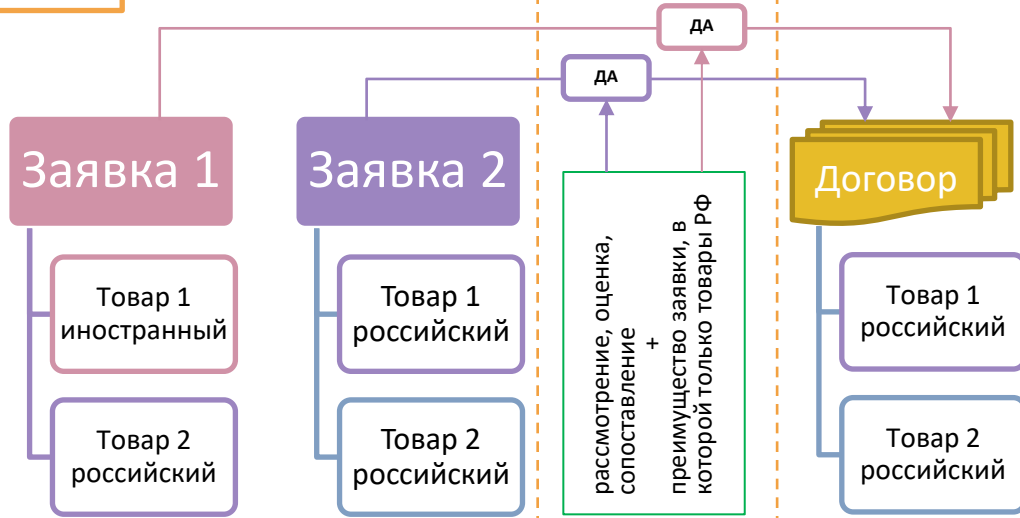 ДА
ДА
Заявка 1
Заявка 2
Договор
Товар 1
иностранный
Товар 2
российский
Товар 1
российский
Товар 2
российский
рассмотрение, оценка,
сопоставление
+
преимущество заявки, в
которой только товары РФ
Товар 1
российский
Товар 2
российский